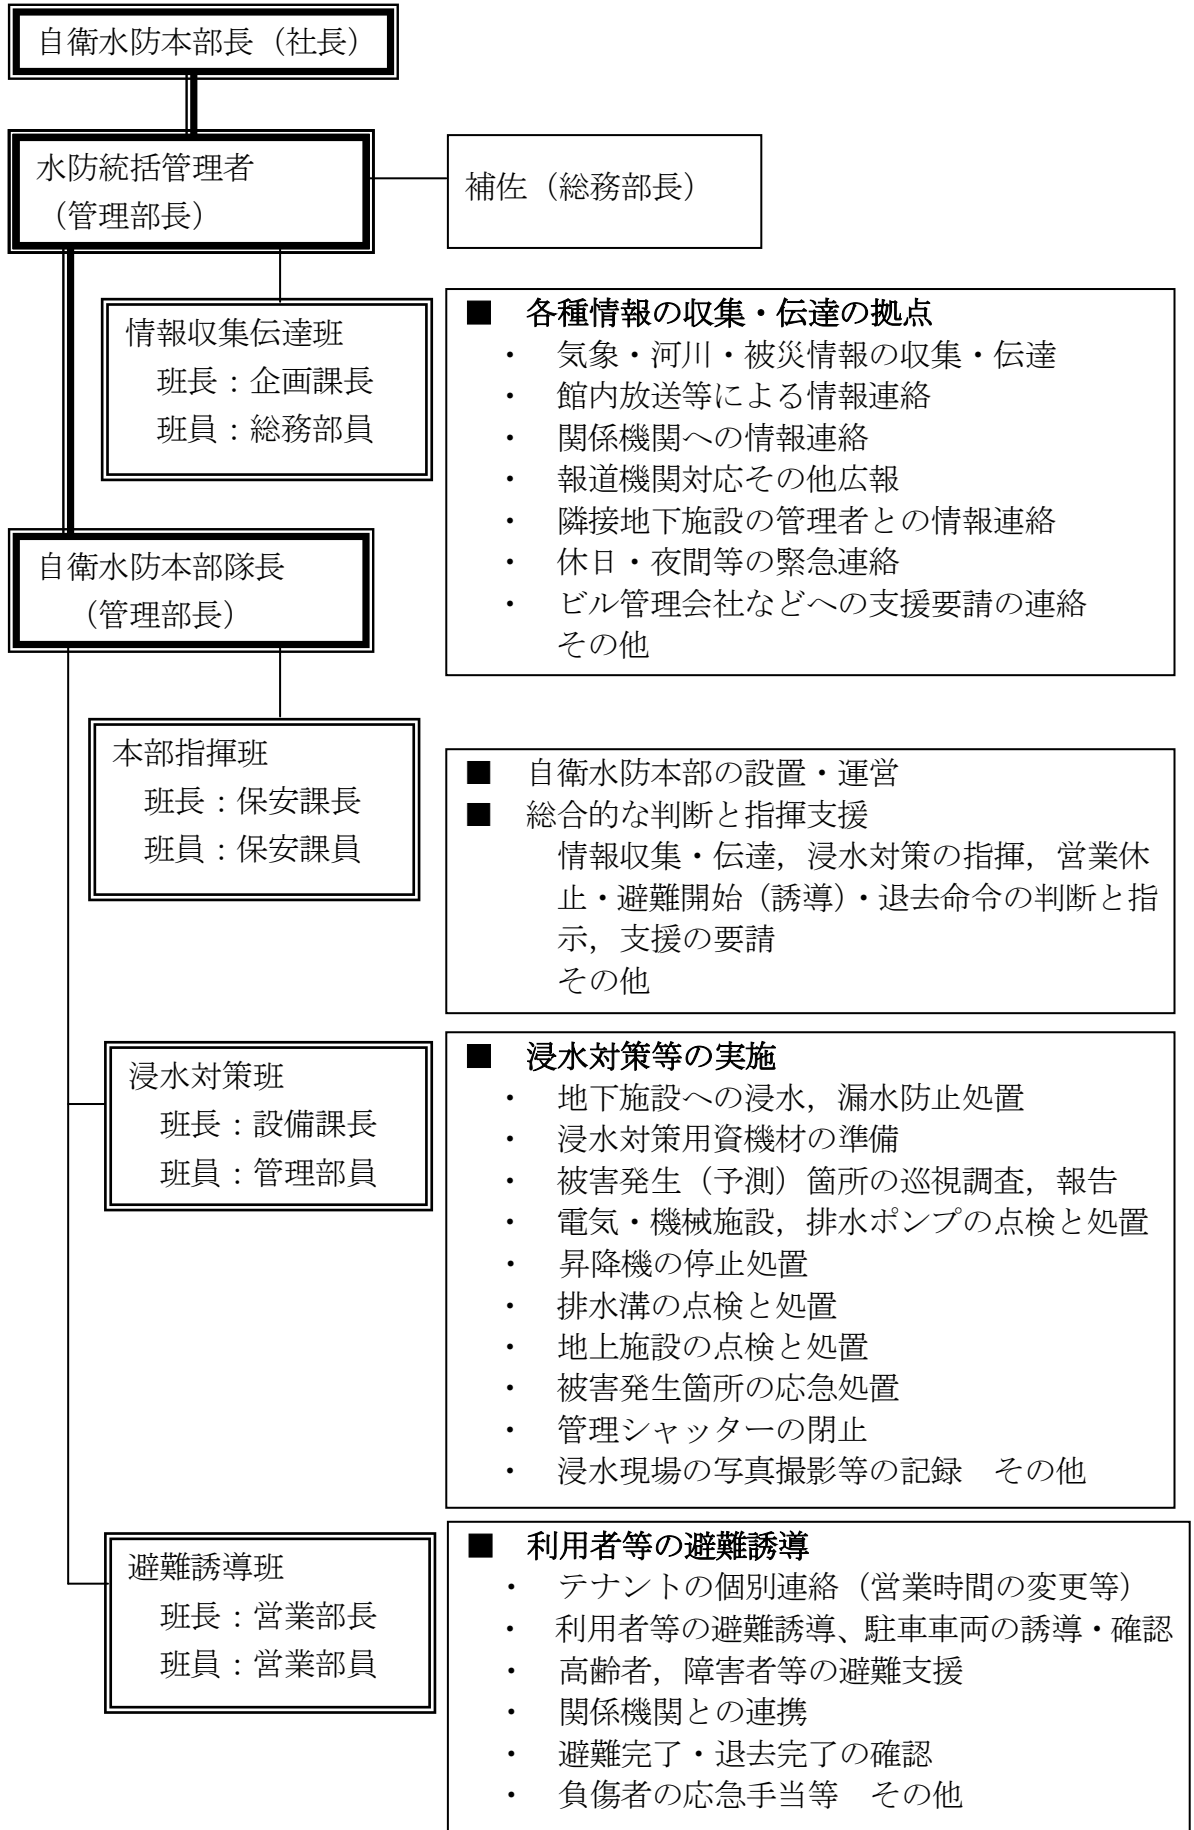 自衛水防本部長（社長）
水防統括管理者
（管理部長）
補佐（総務部長）
情報収集伝達班
班長：企画課長
班員：総務部員
■　各種情報の収集・伝達の拠点
・　気象・河川・被災情報の収集・伝達
・　館内放送等による情報連絡
・　関係機関への情報連絡
・　報道機関対応その他広報
・　隣接地下施設の管理者との情報連絡
・　休日・夜間等の緊急連絡
・　ビル管理会社などへの支援要請の連絡
その他
自衛水防本部隊長
（管理部長）
本部指揮班
班長：保安課長
班員：保安課員
■　自衛水防本部の設置・運営
■　総合的な判断と指揮支援
情報収集・伝達，浸水対策の指揮，営業休
止・避難開始（誘導）・退去命令の判断と指
示，支援の要請
その他
浸水対策班
班長：設備課長
班員：管理部員
■　浸水対策等の実施
・　地下施設への浸水，漏水防止処置
・　浸水対策用資機材の準備
・　被害発生（予測）箇所の巡視調査，報告
・　電気・機械施設，排水ポンプの点検と処置
・　昇降機の停止処置
・　排水溝の点検と処置
・　地上施設の点検と処置
・　被害発生箇所の応急処置
・　管理シャッターの閉止
・　浸水現場の写真撮影等の記録　その他
避難誘導班
班長：営業部長
班員：営業部員
■　利用者等の避難誘導
・　テナントの個別連絡（営業時間の変更等）
・　利用者等の避難誘導、駐車車両の誘導・確認
・　高齢者，障害者等の避難支援
・　関係機関との連携
・　避難完了・退去完了の確認
・　負傷者の応急手当等　その他